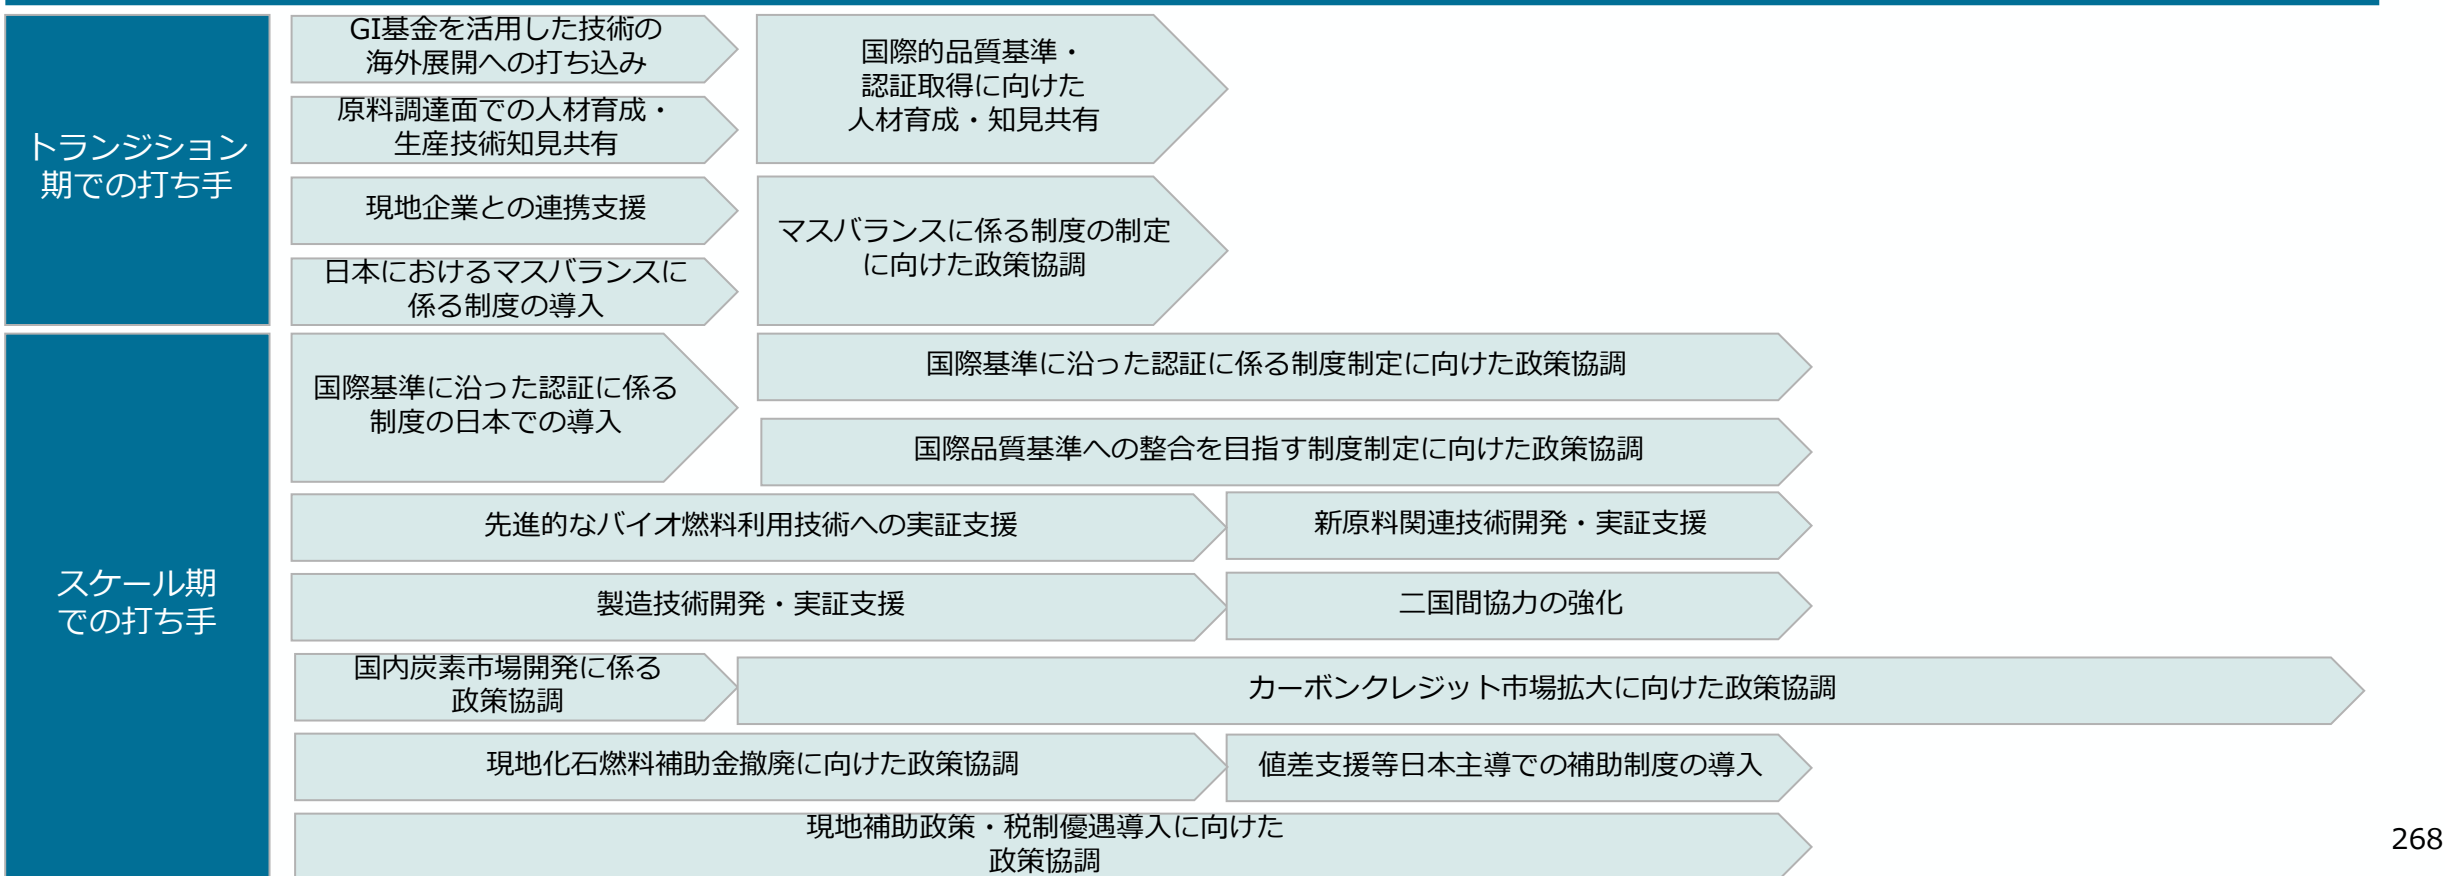 トランジション
期での打ち手
GI基金を活用した技術の
海外展開への打ち込み
原料調達面での人材育成・
生産技術知見共有
現地企業との連携支援
日本におけるマスバランスに
係る制度の導入
国際的品質基準・
認証取得に向けた
人材育成・知見共有
マスバランスに係る制度の制定
に向けた政策協調
スケール期
での打ち手
国際基準に沿った認証に係る
制度の日本での導入
国際基準に沿った認証に係る制度制定に向けた政策協調
国際品質基準への整合を目指す制度制定に向けた政策協調
先進的なバイオ燃料利用技術への実証支援
新原料関連技術開発・実証支援
製造技術開発・実証支援
二国間協力の強化
国内炭素市場開発に係る
政策協調
カーボンクレジット市場拡大に向けた政策協調
現地化石燃料補助金撤廃に向けた政策協調
値差支援等日本主導での補助制度の導入
現地補助政策・税制優遇導入に向けた
政策協調
268